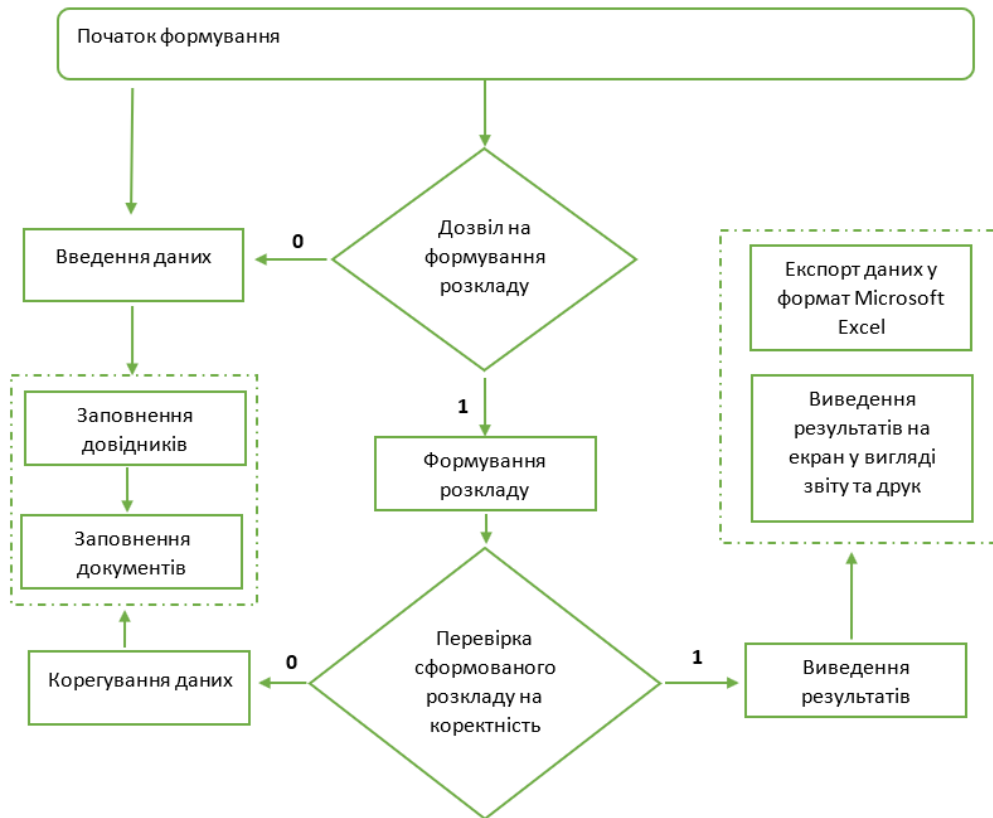 Початок формування
Дозвіл на
формування
розкладу
0
Введення даних
Експорт даних у
формат Microsoft
Excel
Заповнення
довідників
1
Виведення
результатів на
екран у вигляді
звіту та друк
Формування
розкладу
Заповнення
документів
Перевірка
сформованого
розкладу на
коректність
0
Корегування даних
1
Виведення
результатів